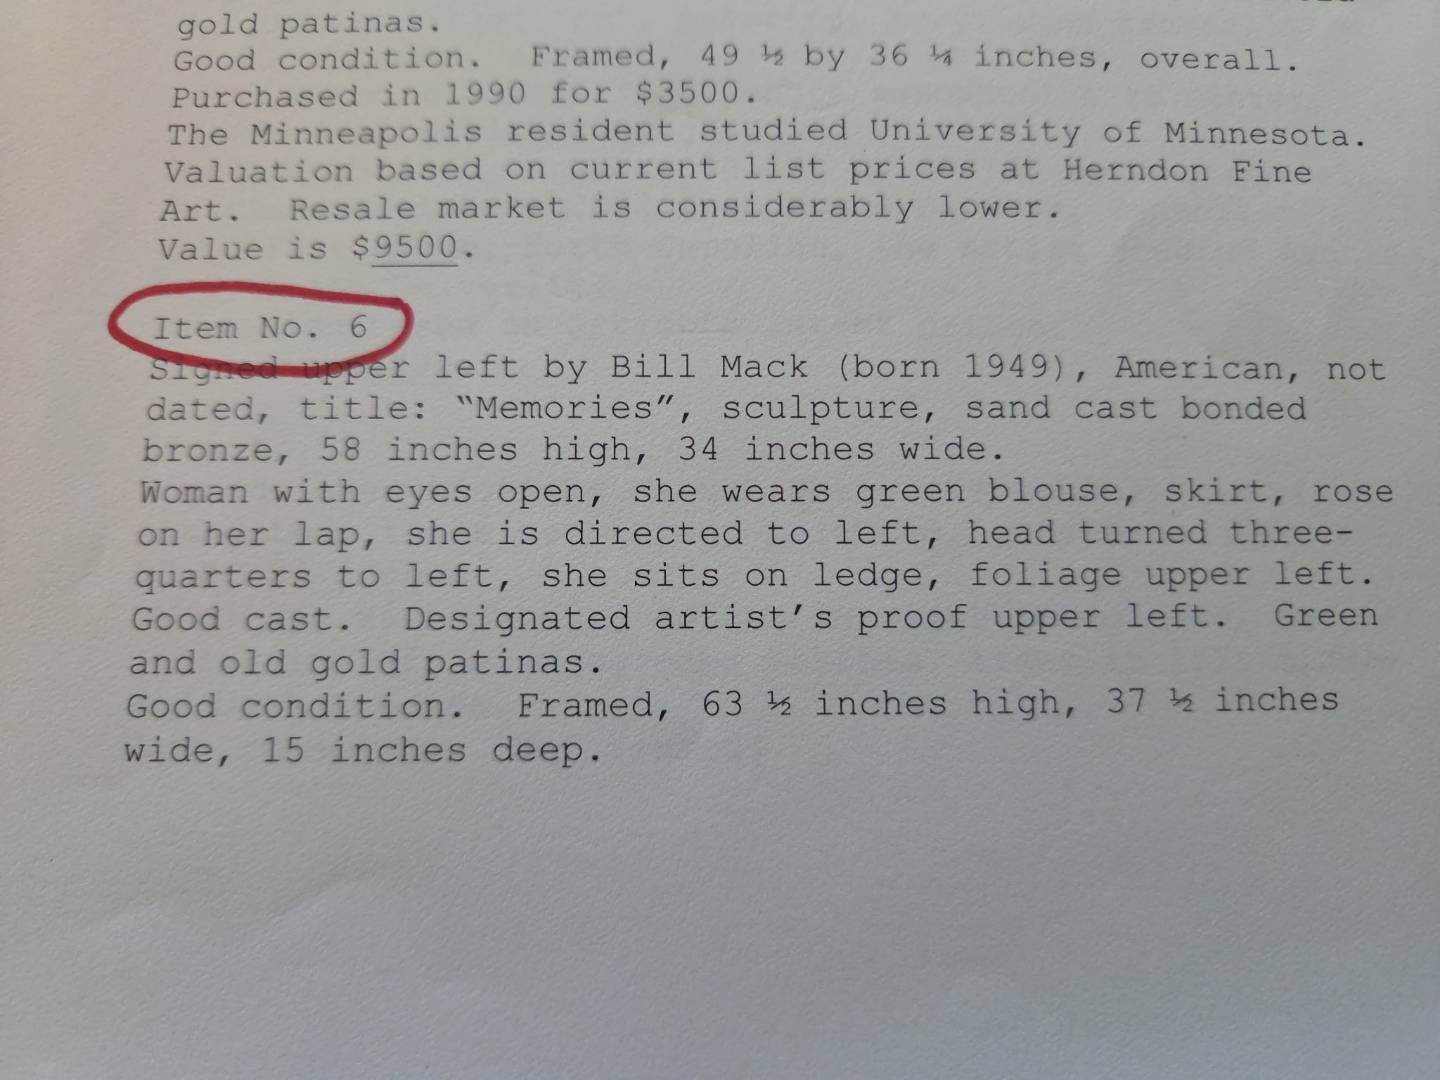 gold patinas.
Good condition.  Framed, 49 ½ by 36 ¼ inches, overall.
Purchased in 1990 for $3500.
The Minneapolis resident studied University of Minnesota.
Valuation based on current list prices at Herndon Fine
Art.  Resale market is considerably lower.
Value is $9500.
Item No. 6
Signed upper left by Bill Mack (born 1949), American, not
dated, title: “Memories”, sculpture, sand cast bonded
bronze, 58 inches high, 34 inches wide.
Woman with eyes open, she wears green blouse, skirt, rose
on her lap, she is directed to left, head turned three-
quarters to left, she sits on ledge, foliage upper left.
Good cast.  Designated artist’s proof upper left.  Green
and old gold patinas.
Good condition.  Framed, 63 ½ inches high, 37 ½ inches
wide, 15 inches deep.